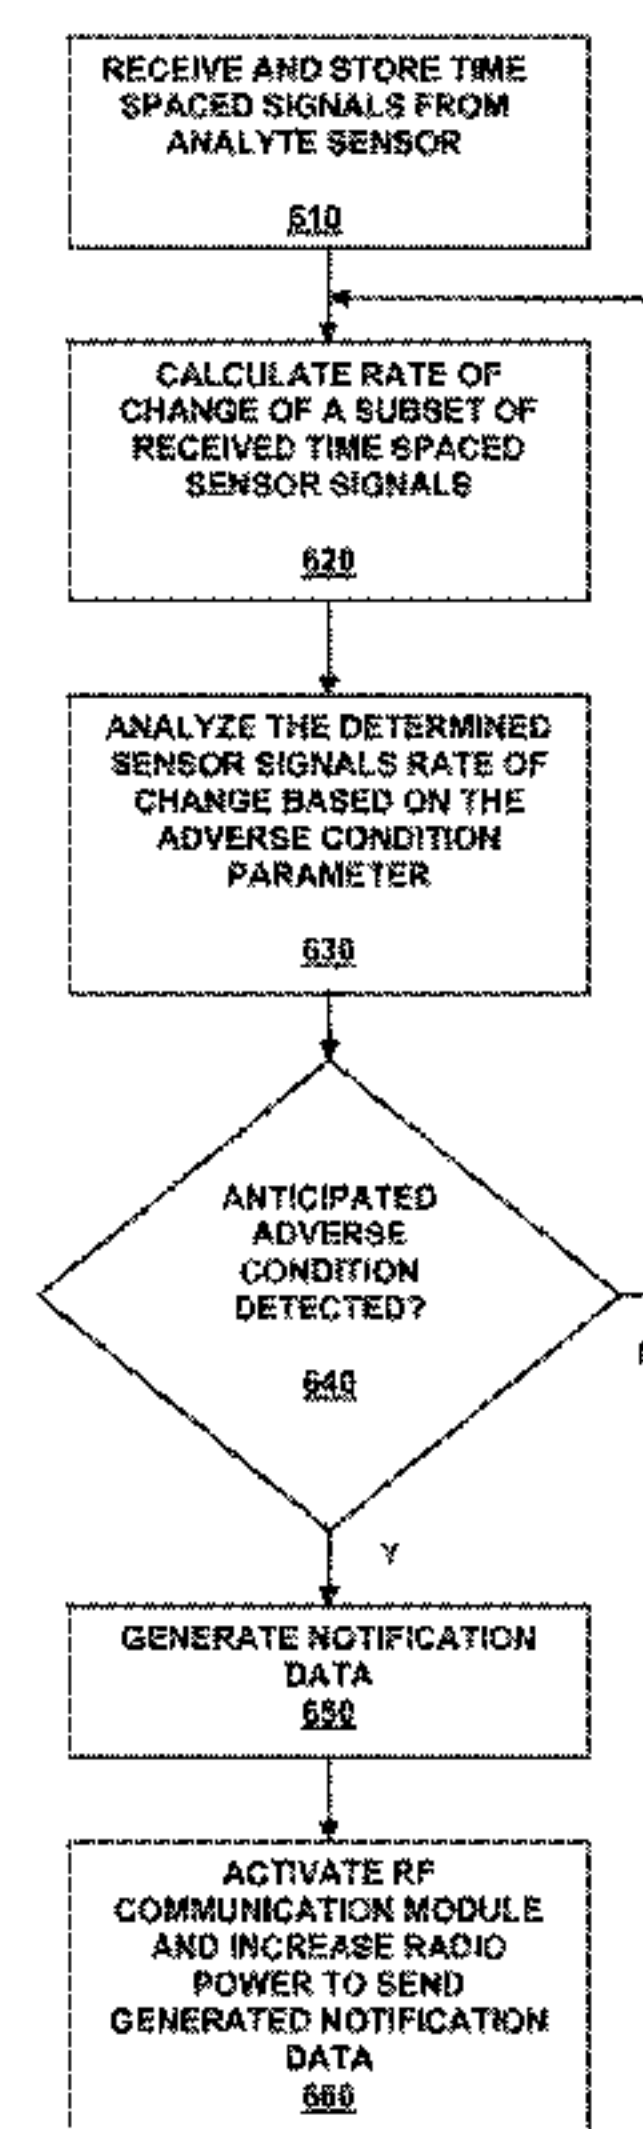 RECEIVE AND STORE TIME
SPACED SIGNALS FROM
ANALYTE SENSOR
610
CALCULATE RATE OF
CHANGE OF A SUBSET OF
RECEIVED TIME SPACED
SENSOR SIGNALS
620
ANALYZE THE DETERMINED
SENSOR SIGNALS RATE OF
CHANGE BASED ON THE
ADVERSE CONDITION
PARAMETER
630
ANTICIPATED
ADVERSE
CONDITION
DETECTED?
640
Y
GENERATE NOTIFICATION
DATA
650
ACTIVATE RF
COMMUNICATION MODULE
AND INCREASE RADIO
POWER TO SEND
GENERATED NOTIFICATION
DATA
660